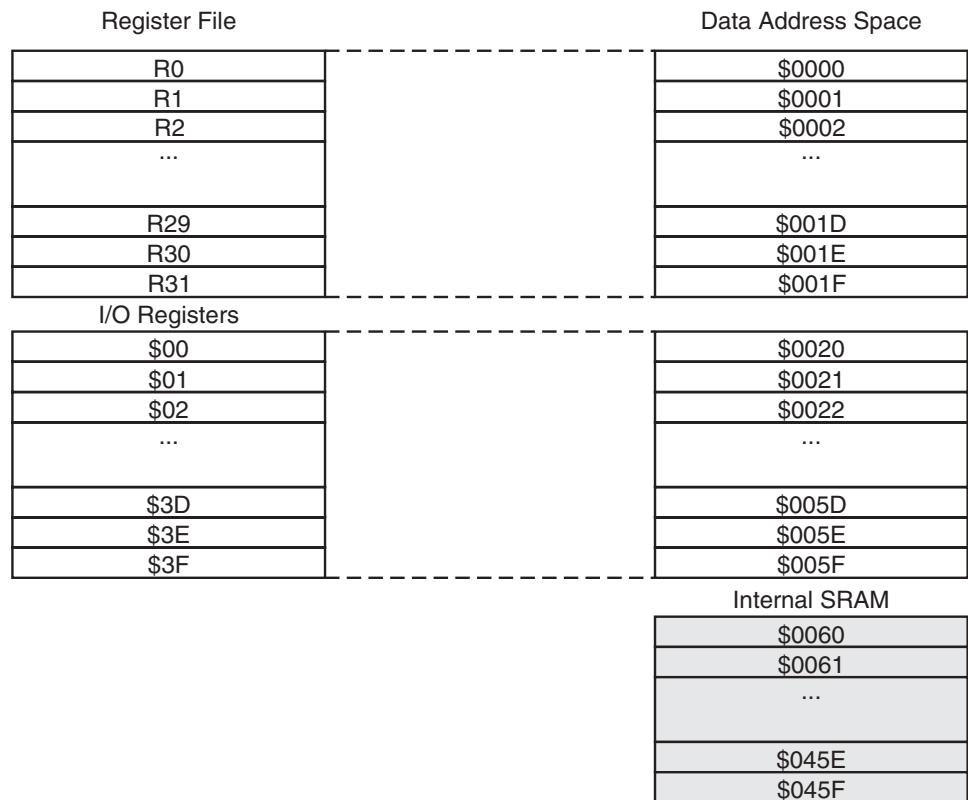 Register File Data Address Space
R0 $0000
R1 $0001
R2 $0002
... ...
R29 $001D
R30 $001E
R31 $001F
I/O Registers
$00 $0020
$01 $0021
$02 $0022
... ...
$3D $005D
$3E $005E
$3F $005F
Internal SRAM
$0060
$0061
...
$045E
$045F